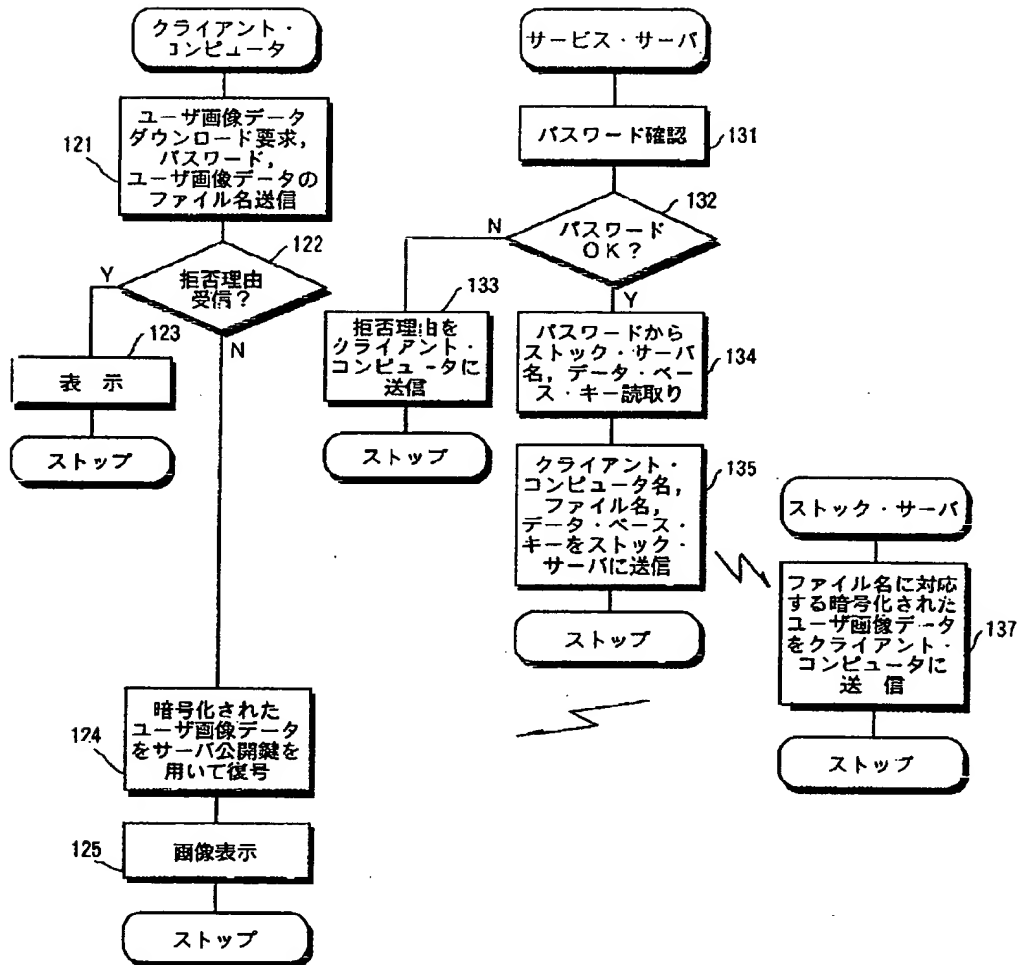 クライアント・
コンピュータ
121
ユーザ画像データ
ダウンロード要求,
パスワード,
ユーザ画像データの
ファイル名送信
122
拒否理由
受信?
Y
N
123
表 示
ストップ
124
暗号化された
ユーザ画像データ
をサーバ公開鍵を
用いて復号
125
画像表示
ストップ
サービス・サーバ
パスワード確認
131
132
パスワード
OK?
N
Y
133
拒否理由を
クライアント・
コンピュータに
送信
ストップ
パスワードから
ストック・サーバ
名,データ・ベース
・キー読取り
134
クライアント・
コンピュータ名,
ファイル名,
データ・ベース・
キーをストック・
サーバに送信
135
ストップ
ストック・サーバ
ファイル名に対応
する暗号化された
ユーザ画像データ
をクライアント・
コンピュータに
送 信
137
ストップ